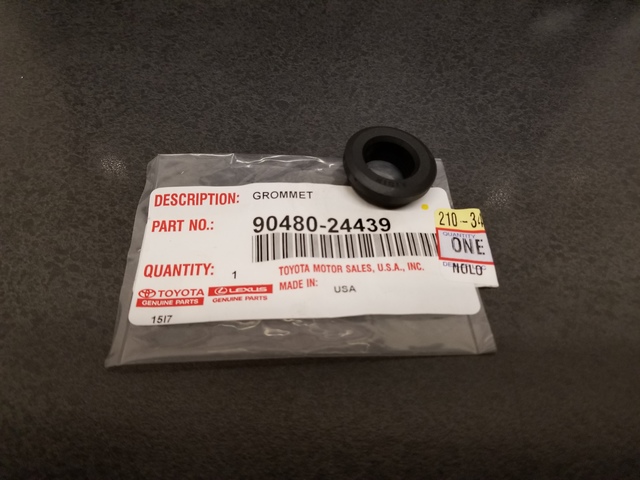 DESCRIPTION: GROMMET
PART NO.: 90480-24439
QUANTITY: 1
TOYOTA MOTOR SALES, U.S.A., INC.
MADE IN: USA
TOYOTA
GENUINE PARTS
LEXUS
GENUINE PARTS
15I7
210-34
QUANTITY
ONE
NOLO